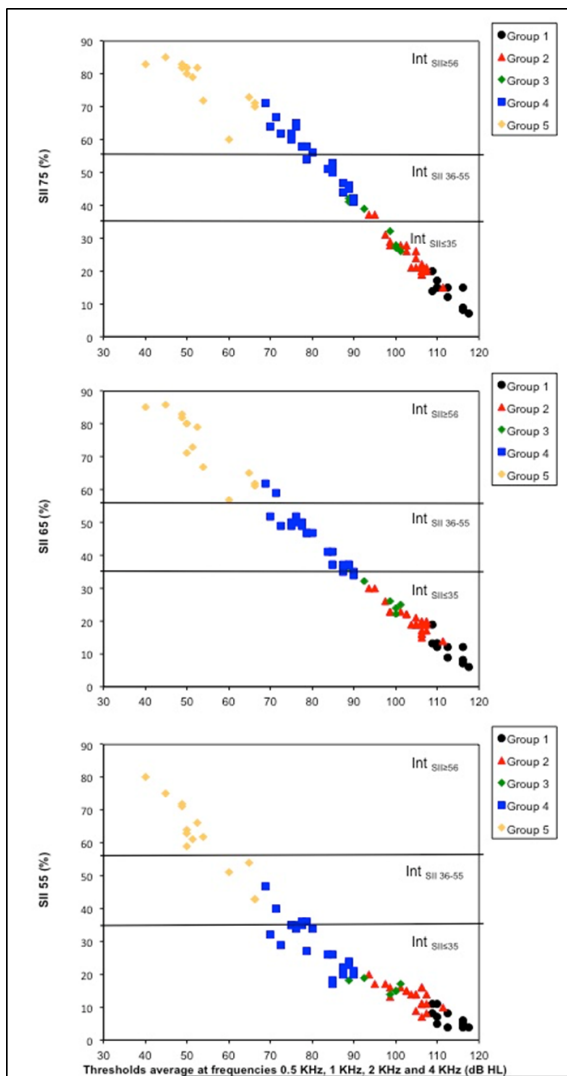 90
80
70
60
50
40
30
20
10
0
SII 75 (%)
Int SII≥56
Int SII 36-55
Int SII≤35
30 40 50 60 70 80 90 100 110 120
Group 1
Group 2
Group 3
Group 4
Group 5
90
80
70
60
50
40
30
20
10
0
SII 65 (%)
Int SII≥56
Int SII 36-55
Int SII≤35
30 40 50 60 70 80 90 100 110 120
Group 1
Group 2
Group 3
Group 4
Group 5
90
80
70
60
50
40
30
20
10
0
SII 55 (%)
Int SII≥56
Int SII 36-55
Int SII≤35
30 40 50 60 70 80 90 100 110 120
Group 1
Group 2
Group 3
Group 4
Group 5
Thresholds average at frequencies 0.5 KHz, 1 KHz, 2 KHz and 4 KHz (dB HL)